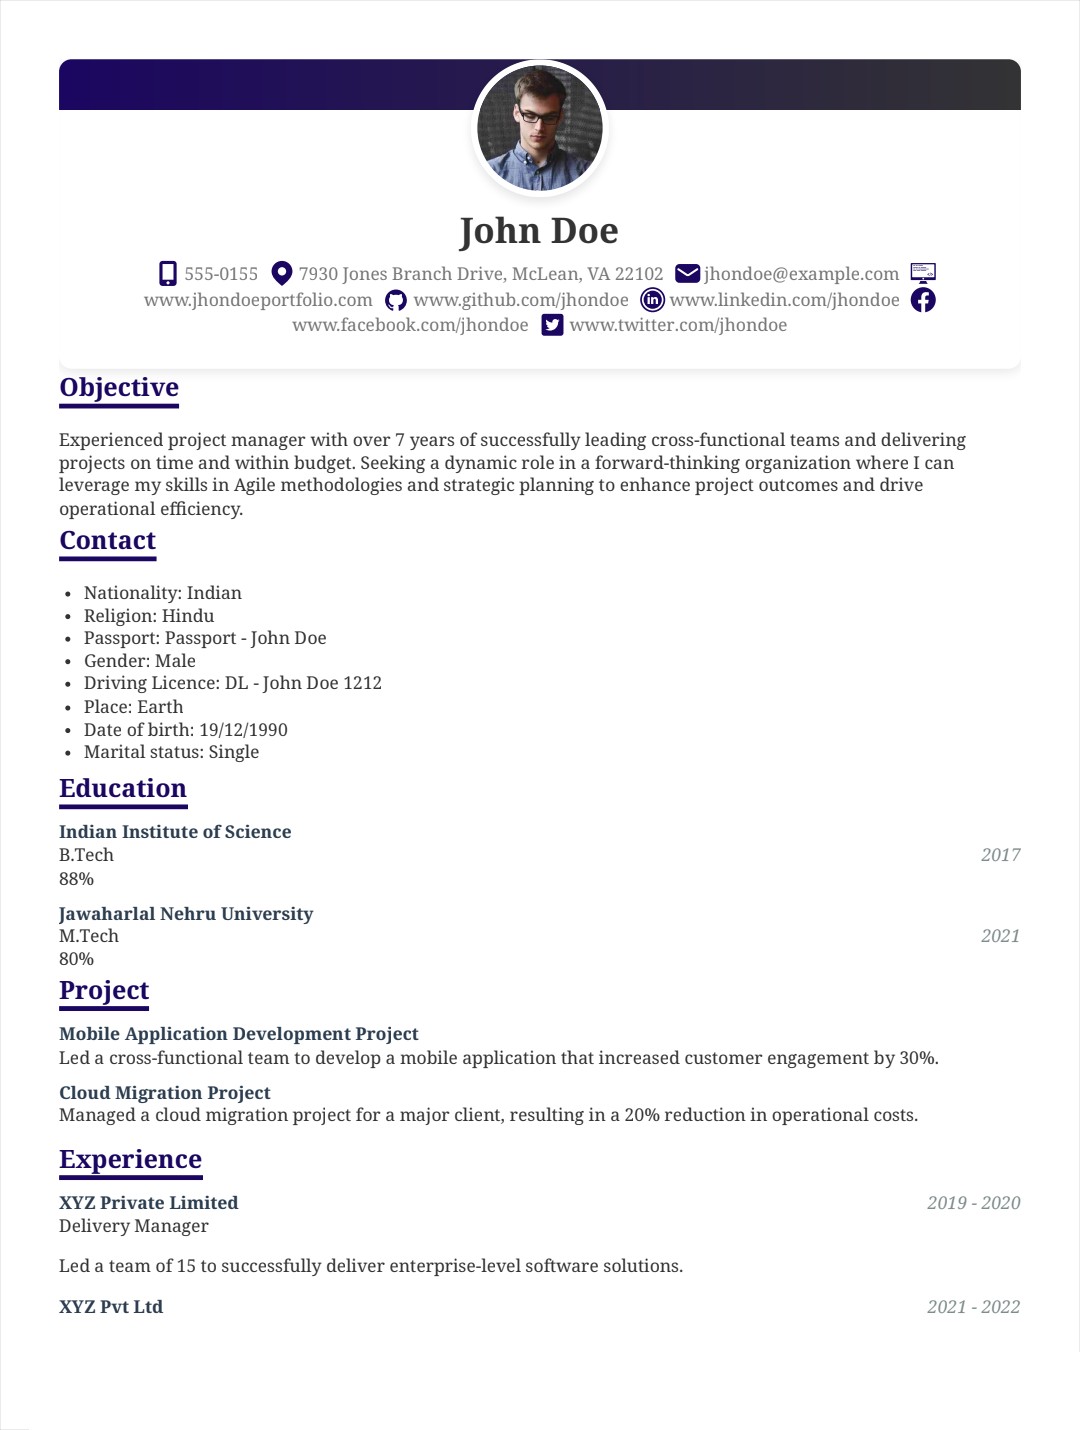 John Doe
555-0155 7930 Jones Branch Drive, McLean, VA 22102 jhondoe@example.com
www.jhondoeportfolio.com www.github.com/jhondoe www.linkedin.com/jhondoe
www.facebook.com/jhondoe www.twitter.com/jhondoe
Objective
Experienced project manager with over 7 years of successfully leading cross-functional teams and delivering
projects on time and within budget. Seeking a dynamic role in a forward-thinking organization where I can
leverage my skills in Agile methodologies and strategic planning to enhance project outcomes and drive
operational efficiency.
Contact
• Nationality: Indian
• Religion: Hindu
• Passport: Passport - John Doe
• Gender: Male
• Driving Licence: DL - John Doe 1212
• Place: Earth
• Date of birth: 19/12/1990
• Marital status: Single
Education
Indian Institute of Science
B.Tech 2017
88%
Jawaharlal Nehru University
M.Tech 2021
80%
Project
Mobile Application Development Project
Led a cross-functional team to develop a mobile application that increased customer engagement by 30%.
Cloud Migration Project
Managed a cloud migration project for a major client, resulting in a 20% reduction in operational costs.
Experience
XYZ Private Limited 2019 - 2020
Delivery Manager
Led a team of 15 to successfully deliver enterprise-level software solutions.
XYZ Pvt Ltd 2021 - 2022